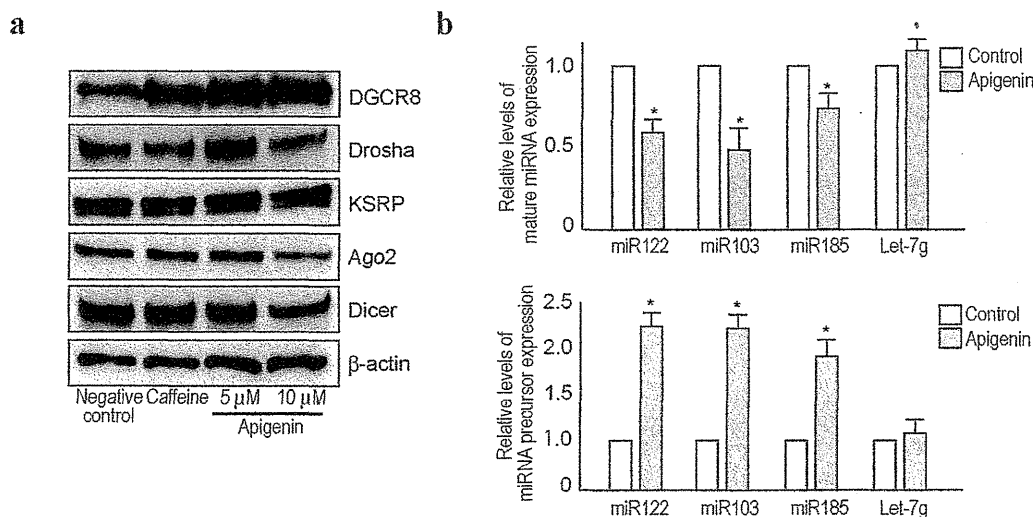 a
DGCR8
Drosha
KSRP
Ago2
Dicer
β-actin
Negative control
Caffeine
5 µM
10 µM
Apigenin
b
Relative levels of
mature miRNA expression
1.0
0.5
0
*
*
*
*
miR122
miR103
miR185
Let-7g
Control
Apigenin
Relative levels of
miRNA precursor expression
2.5
2.0
1.5
1.0
0
*
*
*
miR122
miR103
miR185
Let-7g
Control
Apigenin